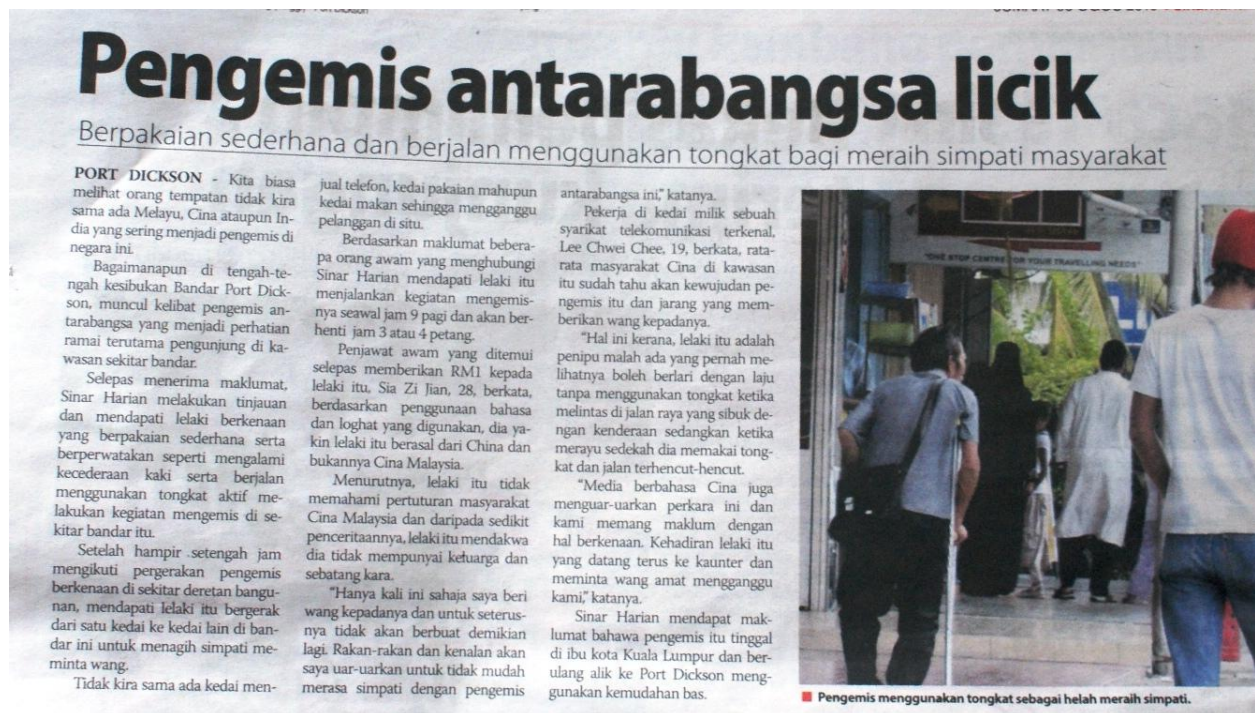 Pengemis antarabangsa licik
Berpakaian sederhana dan berjalan menggunakan tongkat bagi meraih simpati masyarakat
PORT DICKSON - Kita biasa
melihat orang tempatan tidak kira
sama ada Melayu, Cina ataupun In-
dia yang sering menjadi pengemis di
negara ini.
Bagaimanapun di tengah-te-
ngah kesibukan Bandar Port Dick-
son, muncul kelibat pengemis an-
tarabangsa yang menjadi perhatian
ramai terutama pengunjung di ka-
wasan sekitar bandar.
Selepas menerima maklumat,
Sinar Harian melakukan tinjauan
dan mendapati lelaki berkenaan
yang berpakaian sederhana serta
berperwatakan seperti mengalami
kecederaan kaki serta berjalan
menggunakan tongkat aktif me-
lakukan kegiatan mengemis di se-
kitar bandar itu.
Setelah hampir setengah jam
mengikuti pergerakan pengemis
berkenaan di sekitar deretan bangu-
nan, mendapati lelaki itu bergerak
dari satu kedai ke kedai lain di ban-
dar ini untuk menagih simpati me-
minta wang.
Tidak kira sama ada kedai men-
jual telefon, kedai pakaian mahupun
kedai makan sehingga mengganggu
pelanggan di situ.
Berdasarkan maklumat bebera-
pa orang awam yang menghubungi
Sinar Harian mendapati lelaki itu
menjalankan kegiatan mengemis-
nya seawal jam 9 pagi dan akan ber-
henti jam 3 atau 4 petang.
Penjawat awam yang ditemui
selepas memberikan RM1 kepada
lelaki itu, Sia Zi Jian, 28, berkata,
berdasarkan penggunaan bahasa
dan loghat yang digunakan, dia ya-
kin lelaki itu berasal dari China dan
bukannya Cina Malaysia.
Menurutnya, lelaki itu tidak
memahami pertuturan masyarakat
Cina Malaysia dan daripada sedikit
penceritaannya, lelaki itu mendakwa
dia tidak mempunyai keluarga dan
sebatang kara.
"Hanya kali ini sahaja saya beri
wang kepadanya dan untuk seterus-
nya tidak akan berbuat demikian
lagi. Rakan-rakan dan kenalan akan
saya uar-uarkan untuk tidak mudah
merasa simpati dengan pengemis
antarabangsa ini," katanya.
Pekerja di kedai milik sebuah
syarikat telekomunikasi terkenal,
Lee Chwei Chee, 19, berkata, rata-
rata masyarakat Cina di kawasan
itu sudah tahu akan kewujudan pe-
ngemis itu dan jarang yang mem-
berikan wang kepadanya.
"Hal ini kerana, lelaki itu adalah
penipu malah ada yang pernah me-
lihatnya boleh berlari dengan laju
tanpa menggunakan tongkat ketika
melintas di jalan raya yang sibuk de-
ngan kenderaan sedangkan ketika
merayu sedekah dia memakai tong-
kat dan jalan terhencut-hencut.
"Media berbahasa Cina juga
menguar-uarkan perkara ini dan
kami memang maklum dengan
hal berkenaan. Kehadiran lelaki itu
yang datang terus ke kaunter dan
meminta wang amat mengganggu
kami," katanya.
Sinar Harian mendapat mak-
lumat bahawa pengemis itu tinggal
di ibu kota Kuala Lumpur dan ber-
ulang alik ke Port Dickson meng-
gunakan kemudahan bas.
"ONE STOP CENTRE FOR YOUR TRAVELLING NEEDS"
Pengemis menggunakan tongkat sebagai helah meraih simpati.